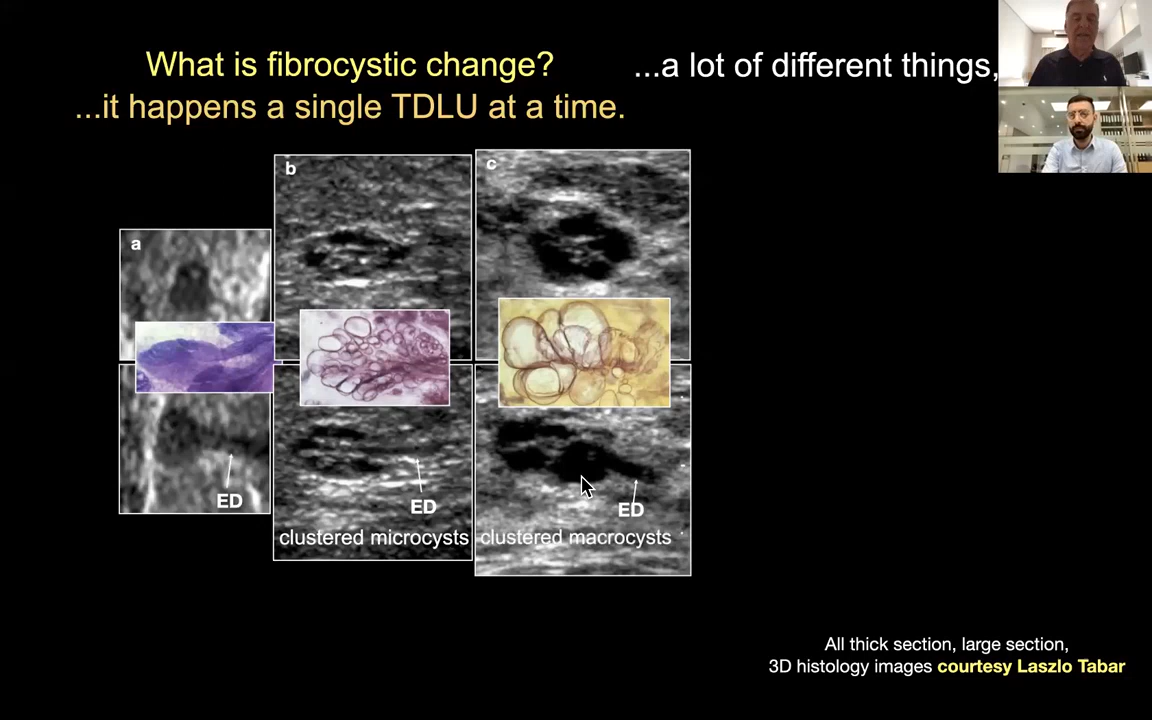 What is fibrocystic change?
...a lot of different things,
...it happens a single TDLU at a time.
a
b
c
ED
ED
ED
clustered microcysts
clustered macrocysts
All thick section, large section,
3D histology images courtesy Laszlo Tabar